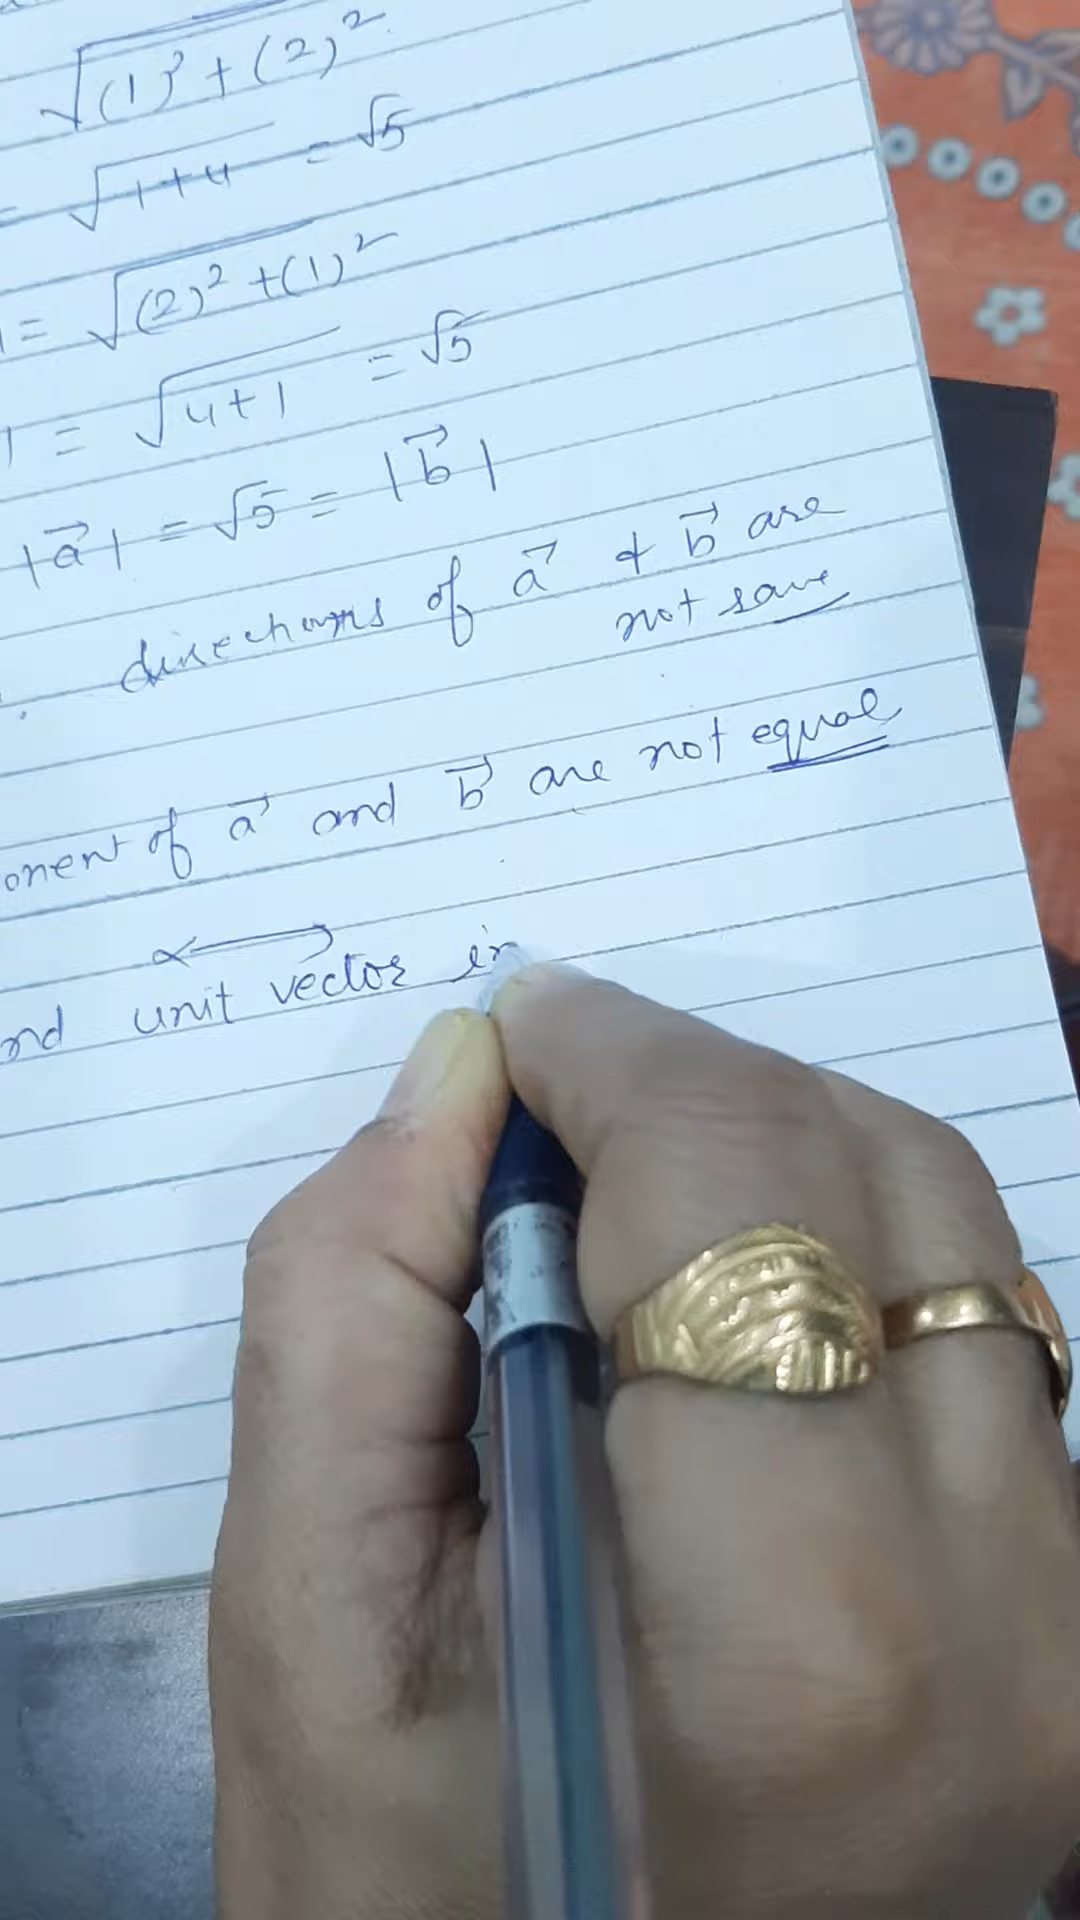 √(1)² + (2)²
= √1+4 = √5
| = √(2)² + (1)²
| = √4+1 = √5
|a⃗| = √5 = |b⃗|
directions of a⃗ & b⃗ are
not same
onent of a⃗ and b⃗ are not equal
nd unit vector in